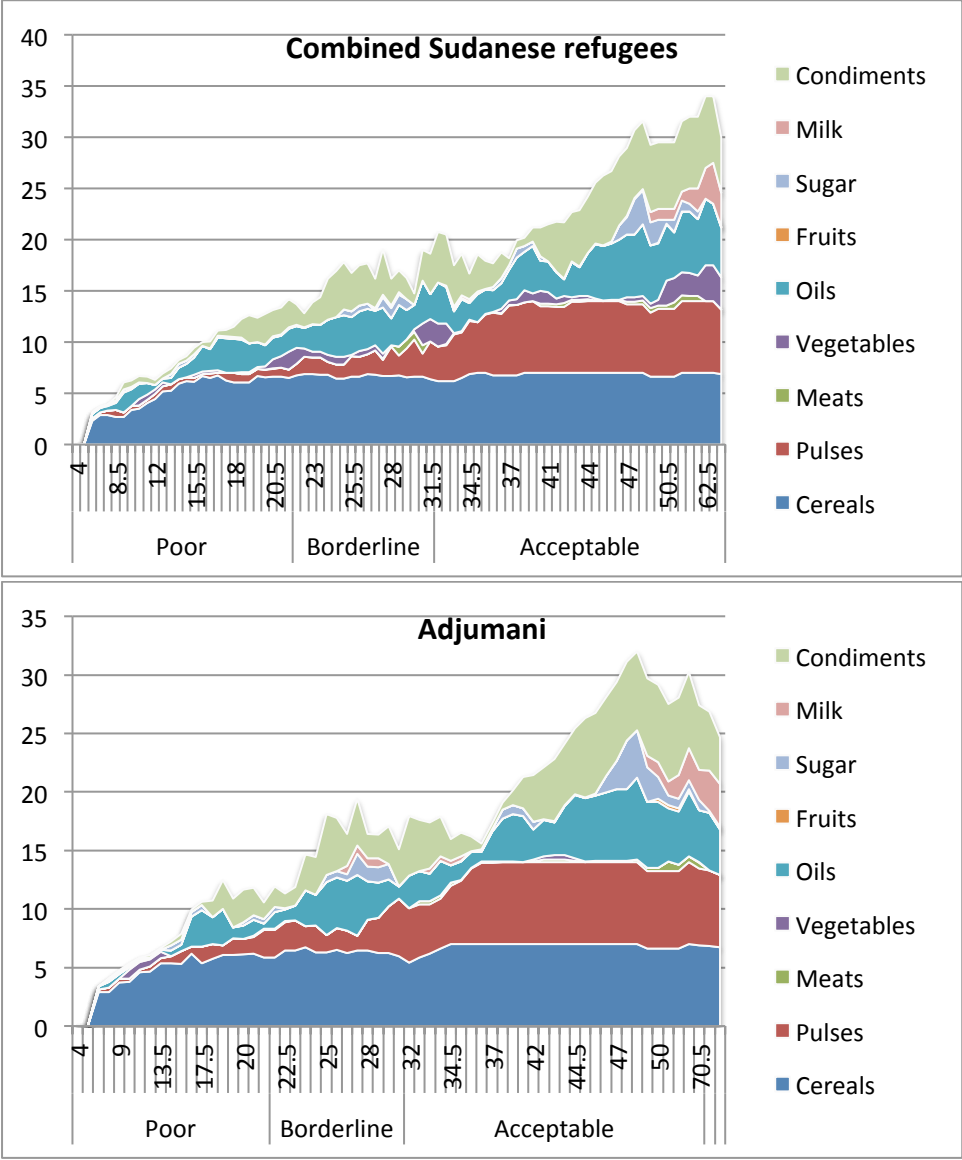 Combined Sudanese refugees
40
35
30
25
20
15
10
5
0
4
8.5
12
15.5
18
20.5
23
25.5
28
31.5
34.5
37
41
44
47
50.5
62.5
Poor
Borderline
Acceptable
Condiments
Milk
Sugar
Fruits
Oils
Vegetables
Meats
Pulses
Cereals
Adjumani
35
30
25
20
15
10
5
0
4
9
13.5
17.5
20
22.5
25
28
32
34.5
37
42
44.5
47
50
70.5
Poor
Borderline
Acceptable
Condiments
Milk
Sugar
Fruits
Oils
Vegetables
Meats
Pulses
Cereals